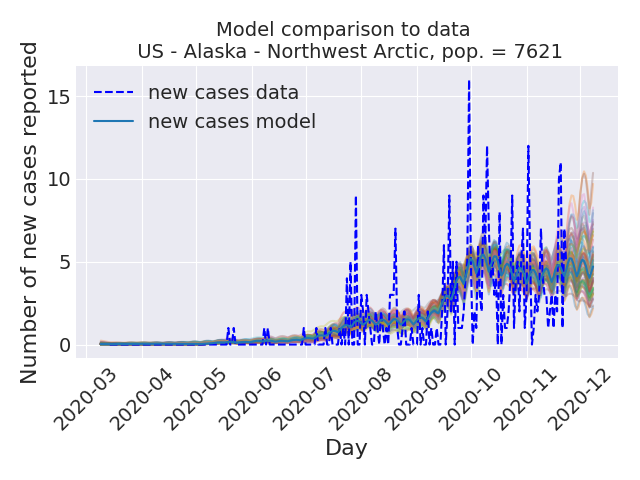 Model comparison to data
US - Alaska - Northwest Arctic, pop. = 7621
new cases data
new cases model
Number of new cases reported
15
10
5
0
2020-03
2020-04
2020-05
2020-06
2020-07
2020-08
2020-09
2020-10
2020-11
2020-12
Day